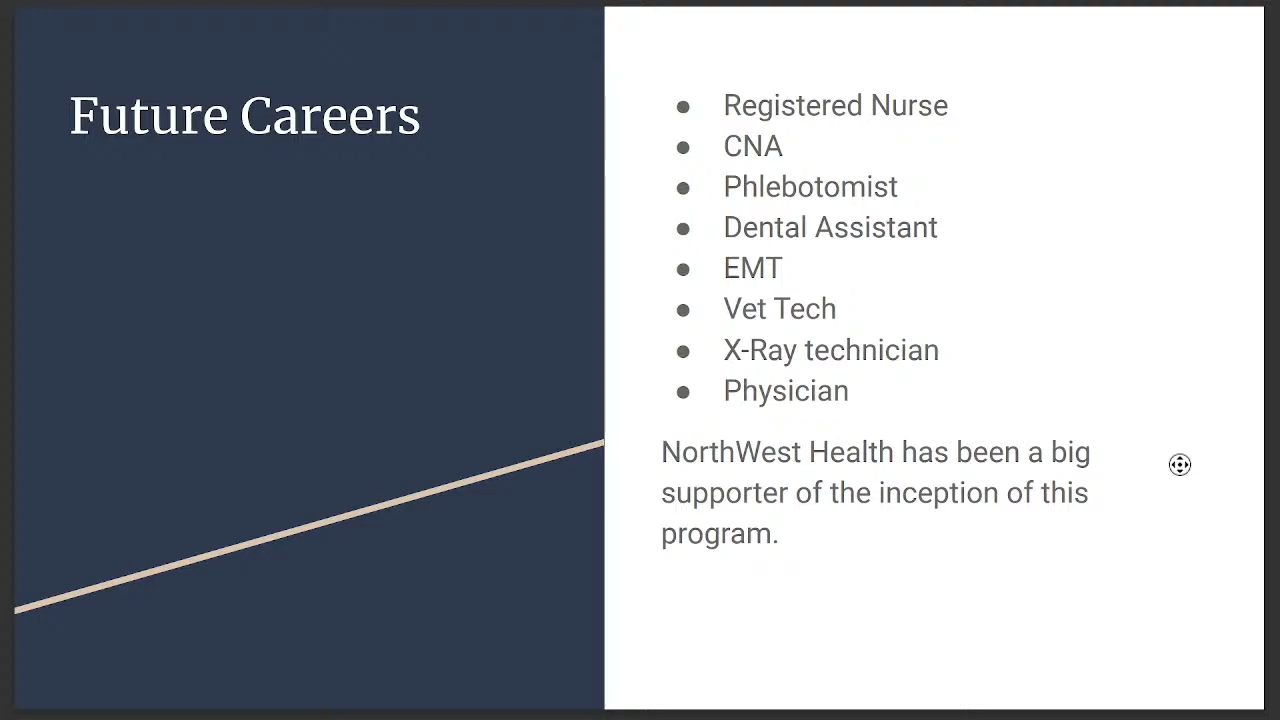 Future Careers
● Registered Nurse
● CNA
● Phlebotomist
● Dental Assistant
● EMT
● Vet Tech
● X-Ray technician
● Physician
NorthWest Health has been a big
supporter of the inception of this
program.